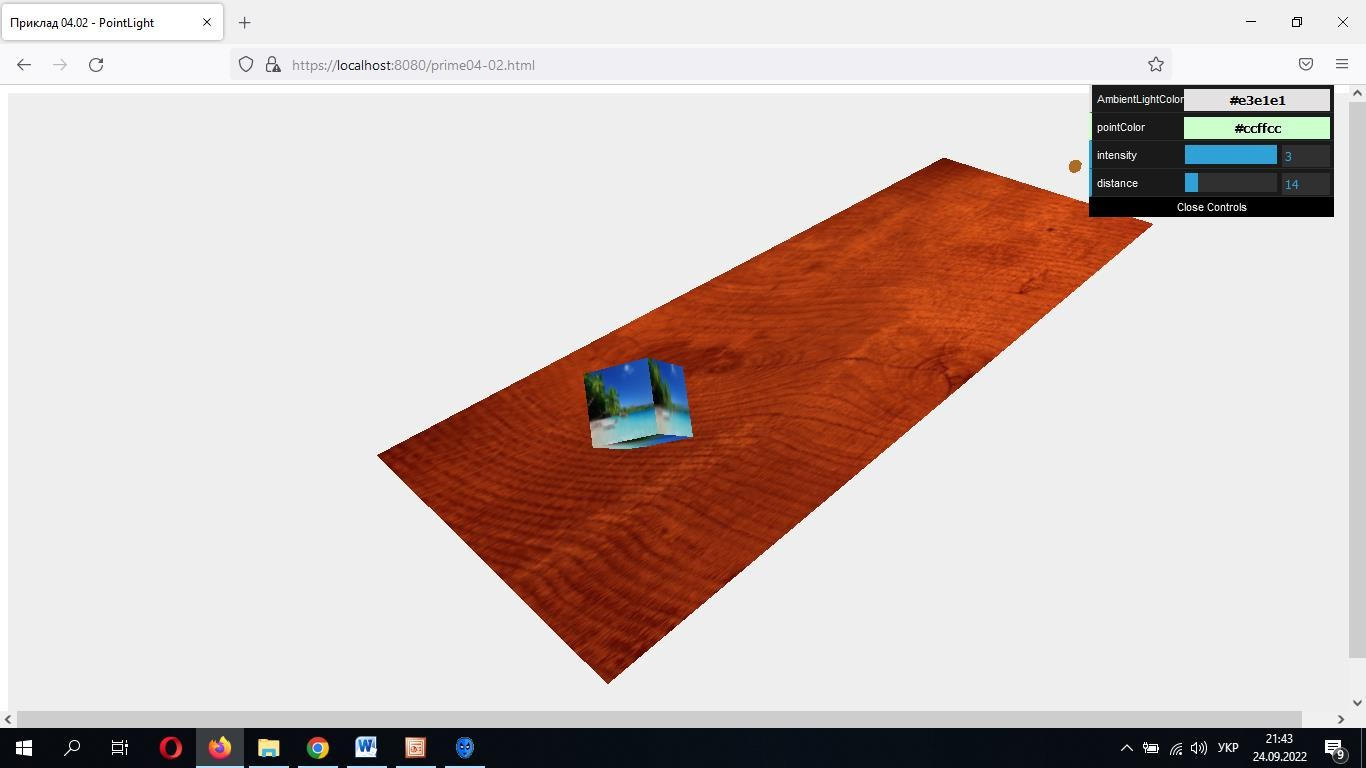 Приклад 04.02 - PointLight
https://localhost:8080/prime04-02.html
AmbientLightColor #e3e1e1
pointColor #ccffcc
intensity 3
distance 14
Close Controls
УКР
21:43
24.09.2022
9